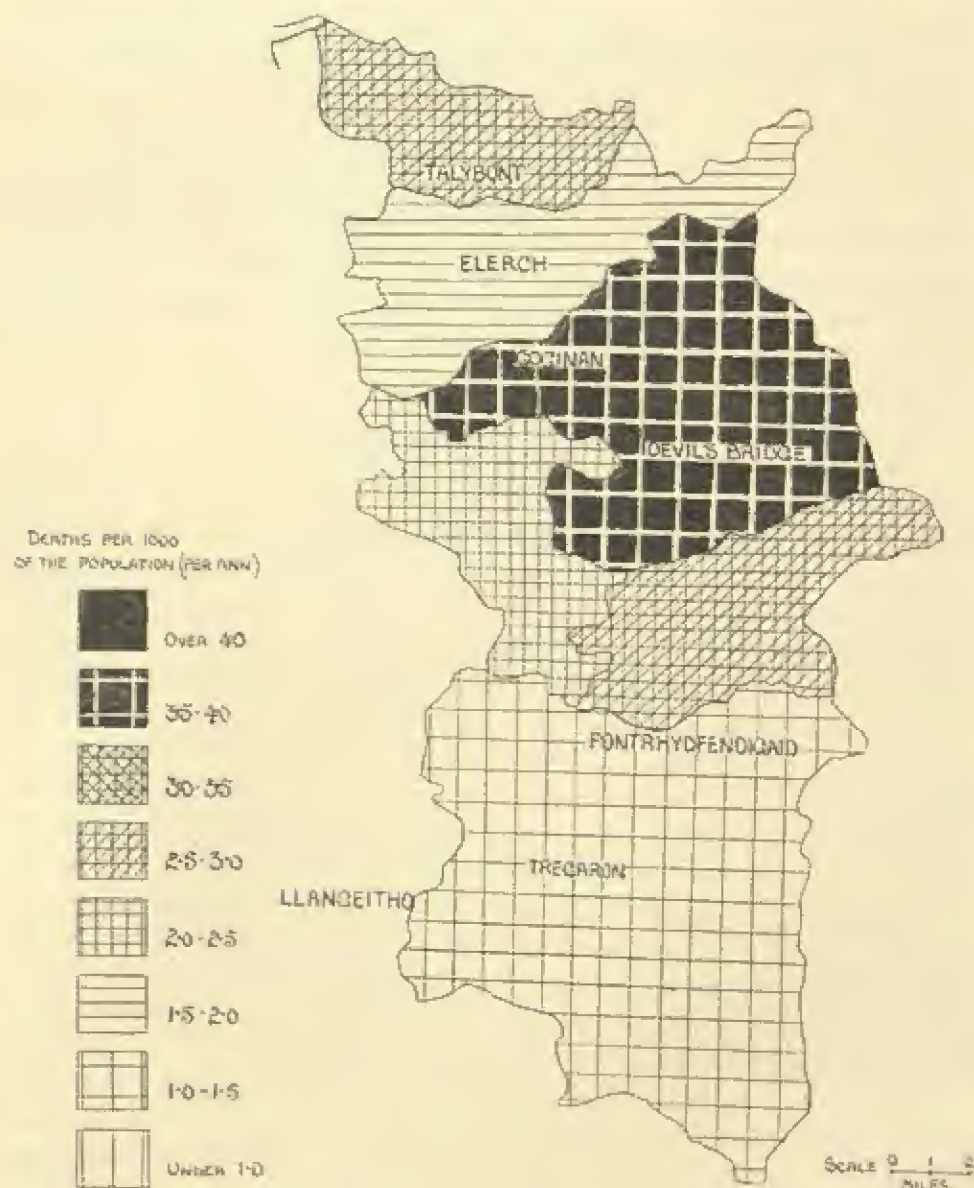 TALYBONT
ELERCH
GOGINAN
DEVIL'S BRIDGE
DEATHS PER 1000
OF THE POPULATION (PER ANN)
OVER 4·0
3·5-4·0
3·0-3·5
2·5-3·0
2·0-2·5
1·5-2·0
1·0-1·5
UNDER 1·0
PONTRHYDFENDIGAID
TREGARON
LLANGEITHO
SCALE 0 1 2
MILES